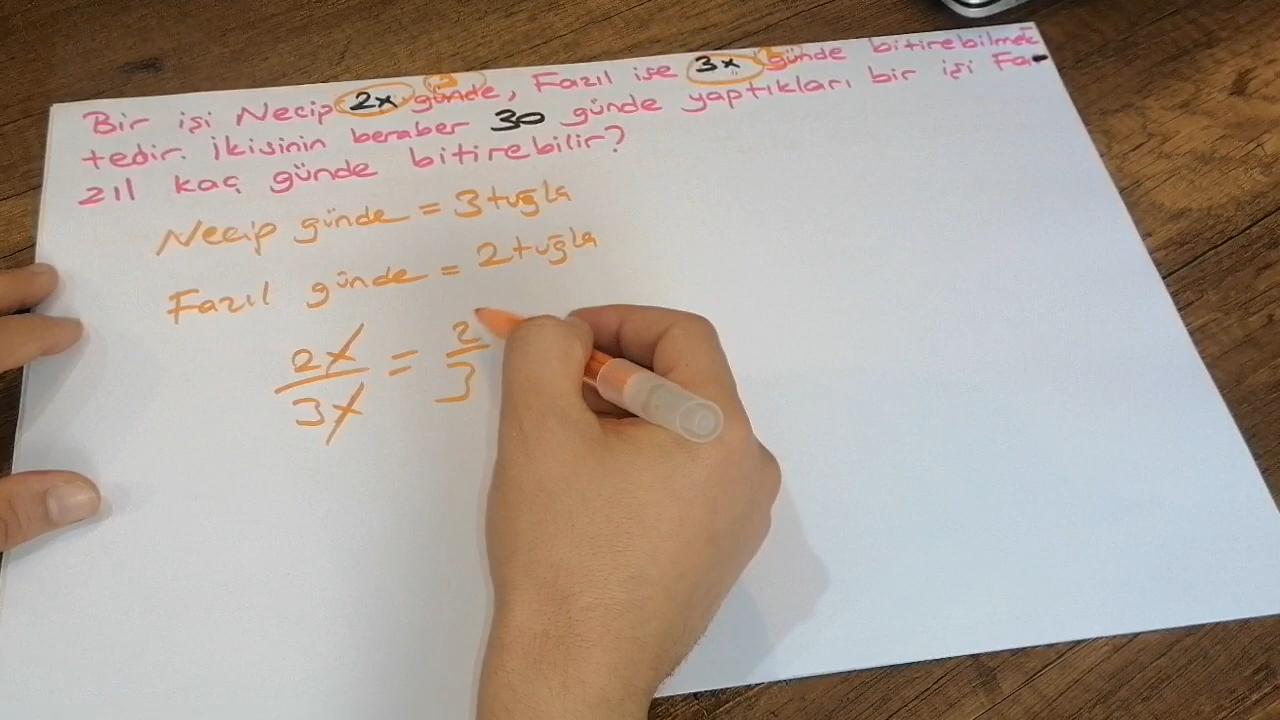 Bir işi Necip 2x günde, Fazıl ise 3x günde bitirebilmek
tedir. İkisinin beraber 30 günde yaptıkları bir işi Fa-
zıl kaç günde bitirebilir?
Necip günde = 3 tuğla
Fazıl günde = 2 tuğla
2x/3x = 2/3